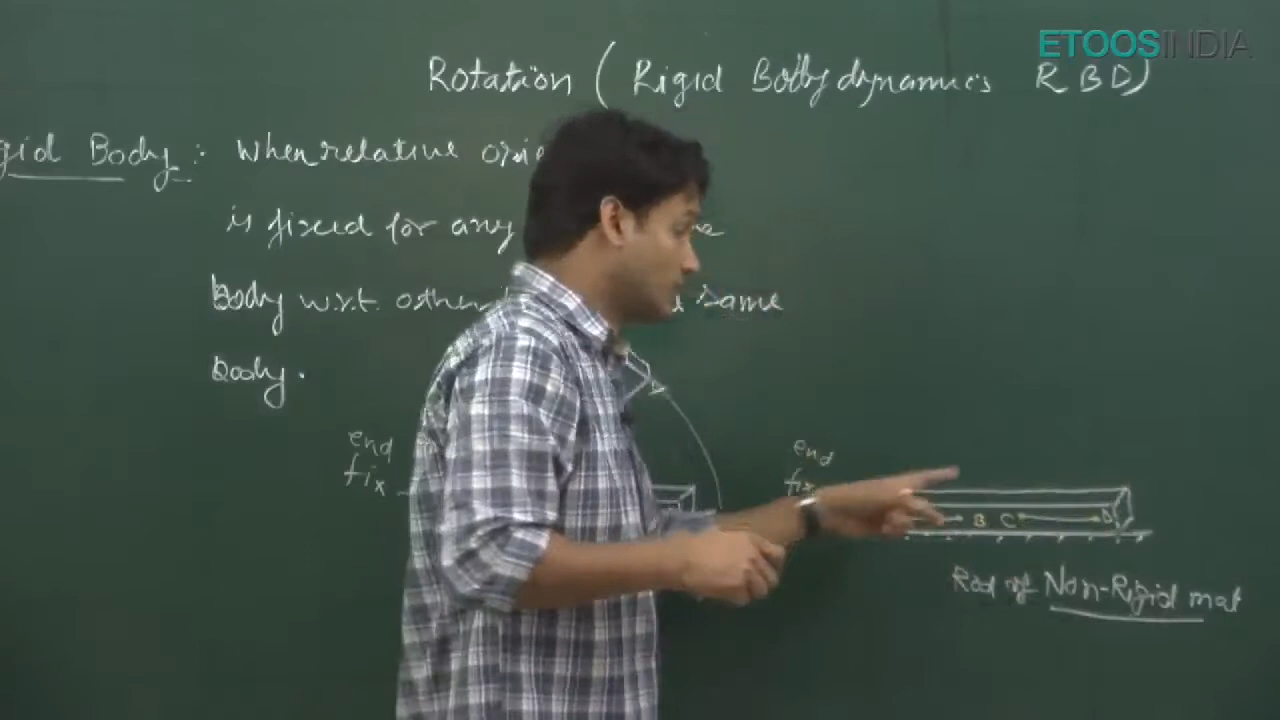 ETOOSINDIA
Rotation (Rigid Body dynamics RBD)
gid Body: when relative orie
is fixed for any
Body w.r.t. other same
Body.
end
fix
end
fix
B C D
Rod of Non-Rigid mat